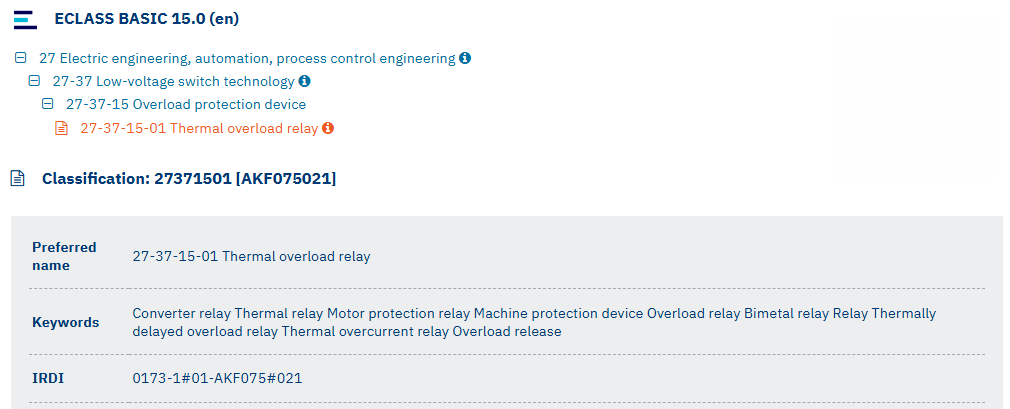 ECLASS BASIC 15.0 (en)
27 Electric engineering, automation, process control engineering
27-37 Low-voltage switch technology
27-37-15 Overload protection device
27-37-15-01 Thermal overload relay
Classification: 27371501 [AKF075021]
Preferred name
27-37-15-01 Thermal overload relay
Keywords
Converter relay Thermal relay Motor protection relay Machine protection device Overload relay Bimetal relay Relay Thermally
delayed overload relay Thermal overcurrent relay Overload release
IRDI
0173-1#01-AKF075#021